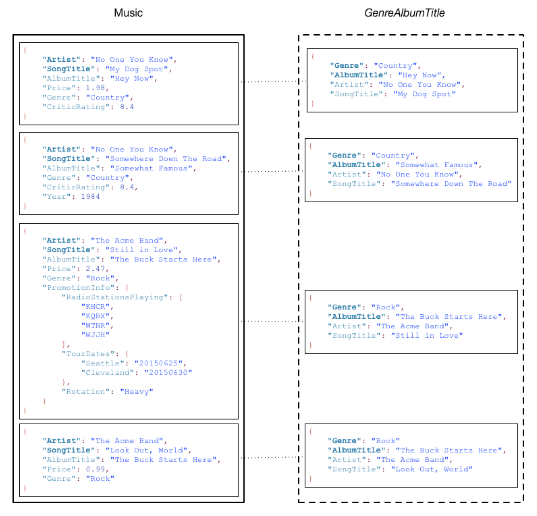 Music
{
"Artist": "No One You Know",
"SongTitle": "My Dog Spot",
"AlbumTitle": "Hey Now",
"Price": 1.98,
"Genre": "Country",
"CriticRating": 8.4
}
{
"Artist": "No One You Know",
"SongTitle": "Somewhere Down The Road",
"AlbumTitle": "Somewhat Famous",
"Genre": "Country",
"CriticRating": 8.4,
"Year": 1984
}
{
"Artist": "The Acme Band",
"SongTitle": "Still in Love",
"AlbumTitle": "The Buck Starts Here",
"Price": 2.47,
"Genre": "Rock",
"PromotionInfo": {
"RadioStationsPlaying": [
"KHCR",
"KQBX",
"WTNR",
"WJJH"
],
"TourDates": {
"Seattle": "20150625",
"Cleveland": "20150630"
},
"Rotation": "Heavy"
}
}
{
"Artist": "The Acme Band",
"SongTitle": "Look Out, World",
"AlbumTitle": "The Buck Starts Here",
"Price": 0.99,
"Genre": "Rock"
}
GenreAlbumTitle
{
"Genre": "Country",
"AlbumTitle": "Hey Now",
"Artist": "No One You Know",
"SongTitle": "My Dog Spot"
}
{
"Genre": "Country",
"AlbumTitle": "Somewhat Famous",
"Artist": "No One You Know",
"SongTitle": "Somewhere Down The Road"
}
{
"Genre": "Rock",
"AlbumTitle": "The Buck Starts Here",
"Artist": "The Acme Band",
"SongTitle": "Still in Love"
}
{
"Genre": "Rock"
"AlbumTitle": "The Buck Starts Here",
"Artist": "The Acme Band",
"SongTitle": "Look Out, World"
}